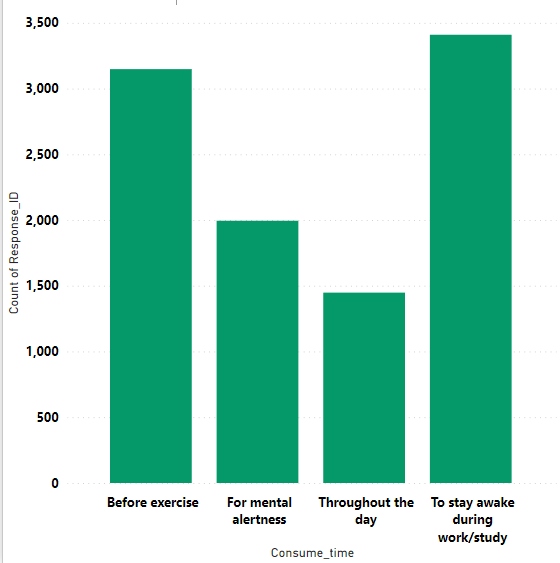 3,500
3,000
2,500
2,000
1,500
1,000
500
0
Count of Response_ID
Before exercise
For mental
alertness
Throughout the
day
To stay awake
during
work/study
Consume_time